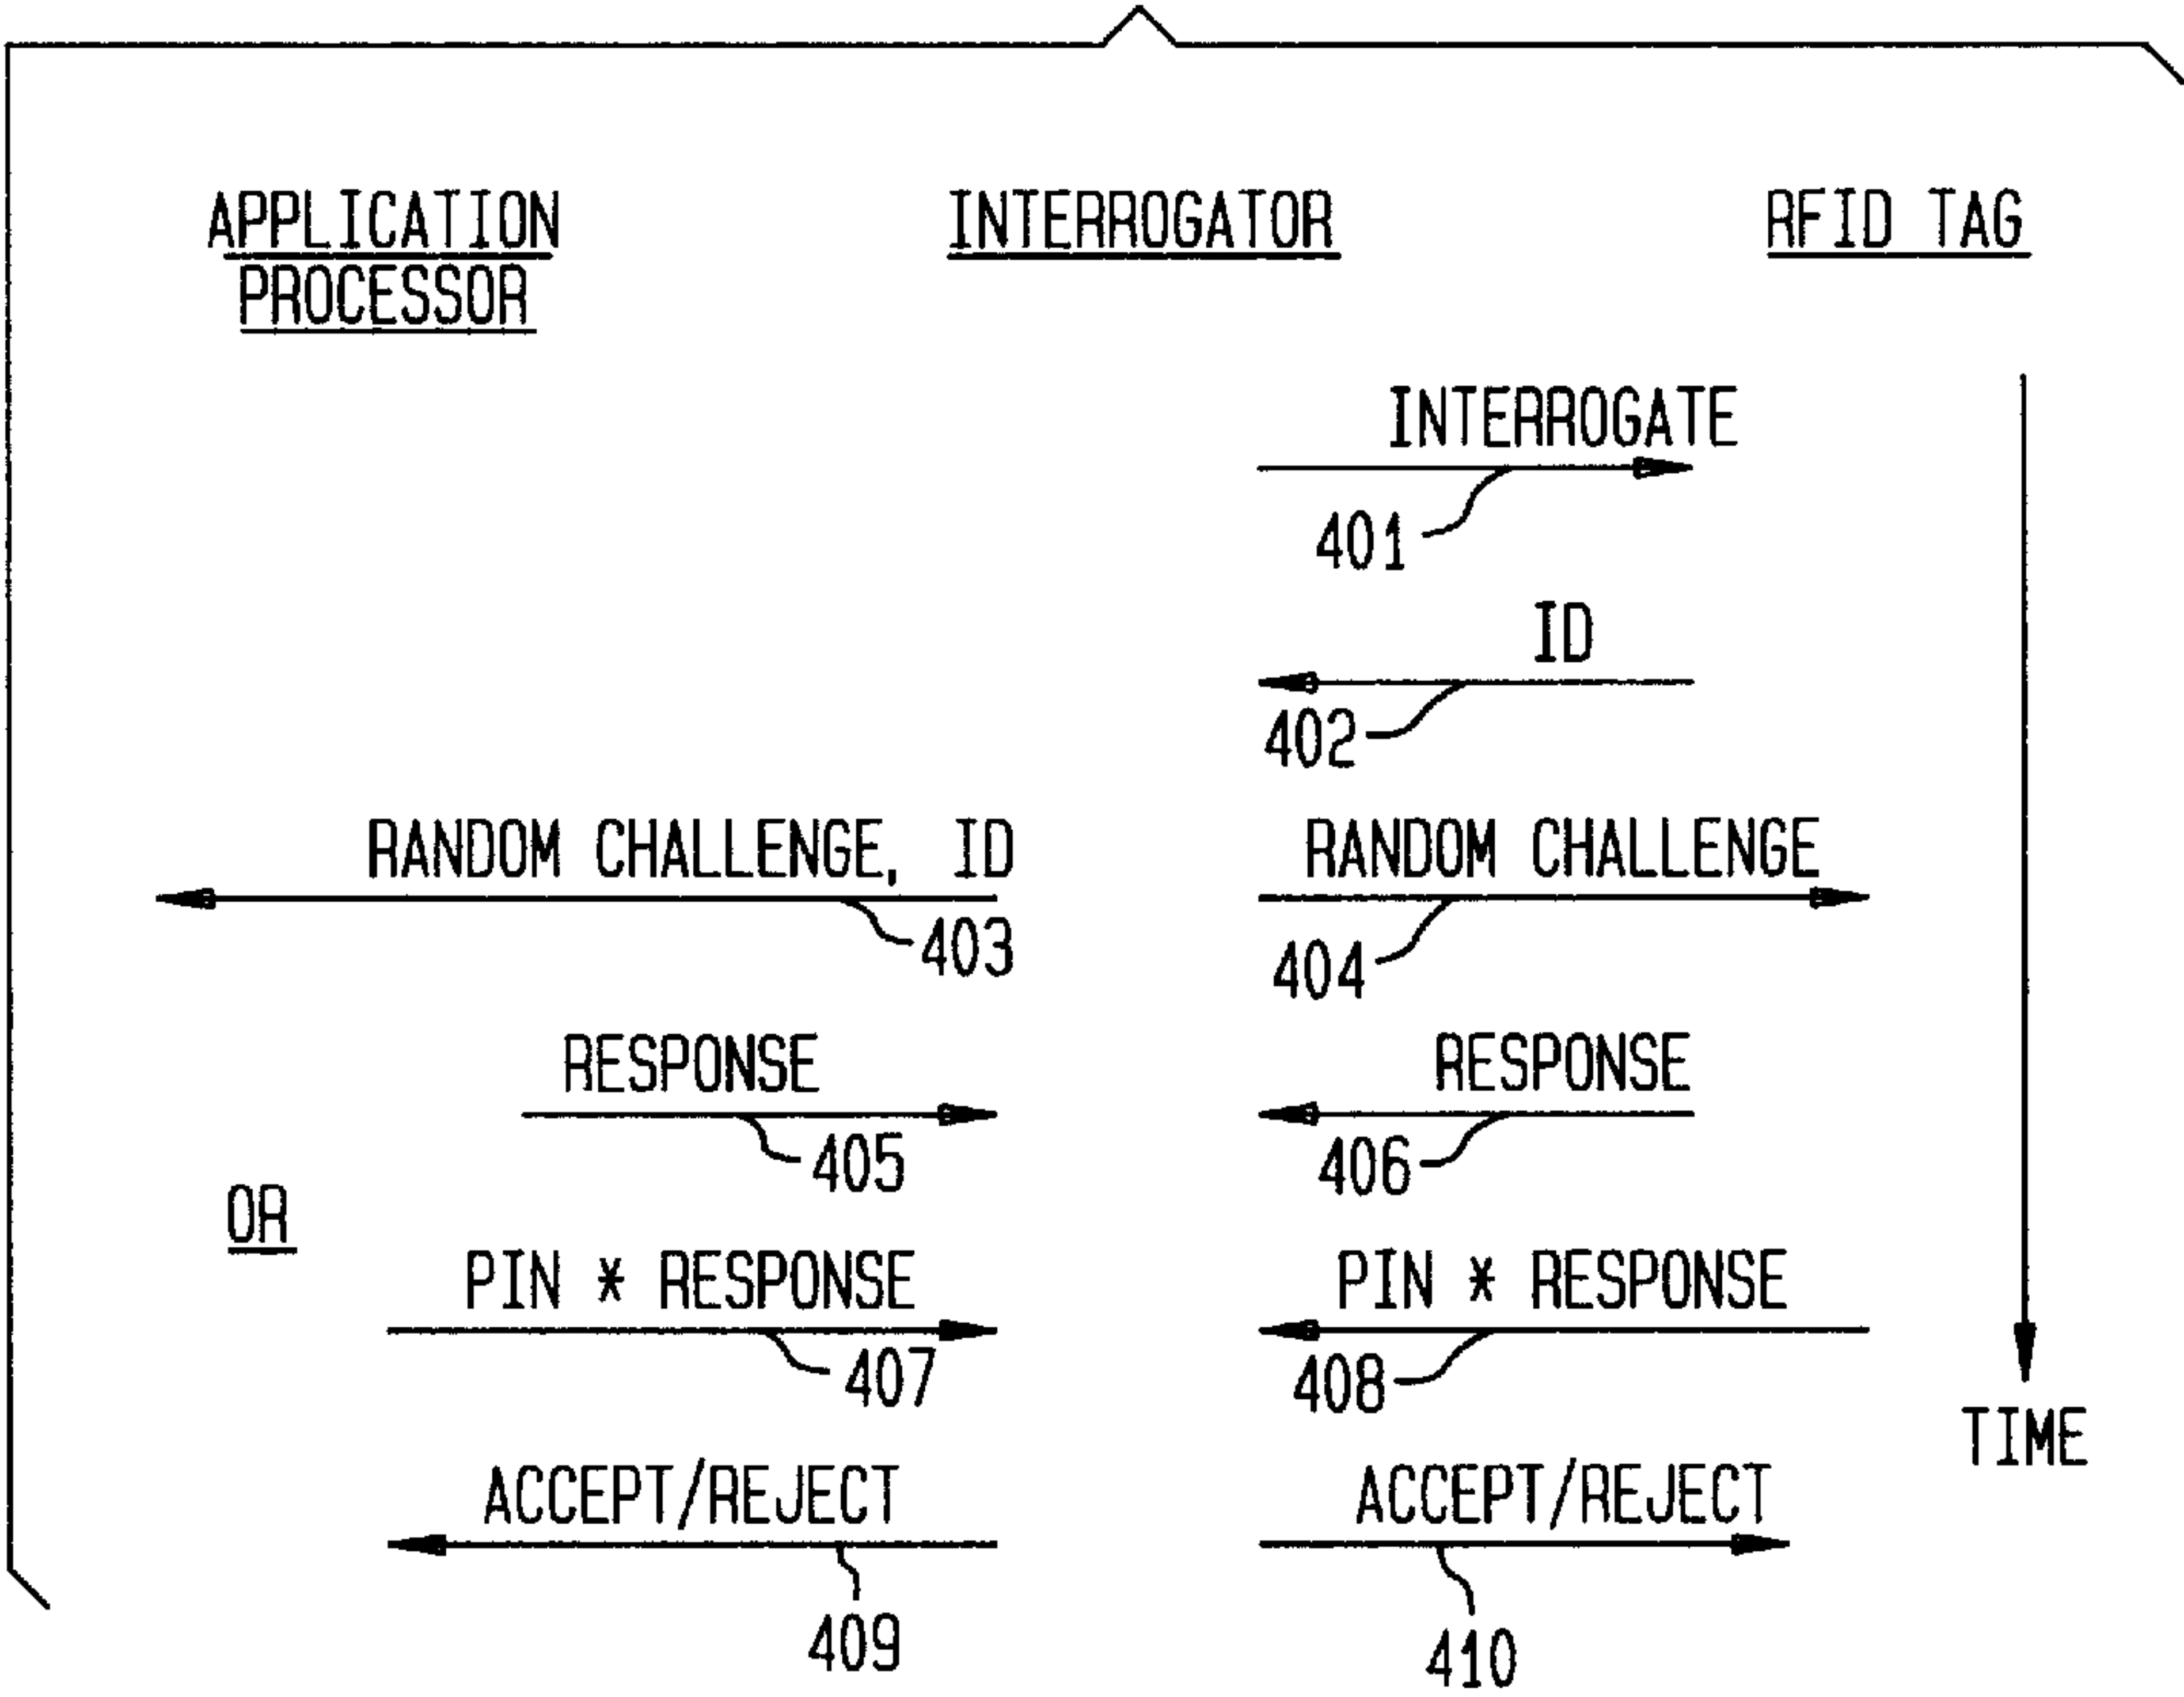 APPLICATION
PROCESSOR
INTERROGATOR
RFID TAG
INTERROGATE
401
ID
402
RANDOM CHALLENGE, ID
403
RANDOM CHALLENGE
404
RESPONSE
405
RESPONSE
406
OR
PIN * RESPONSE
407
PIN * RESPONSE
408
TIME
ACCEPT/REJECT
409
ACCEPT/REJECT
410